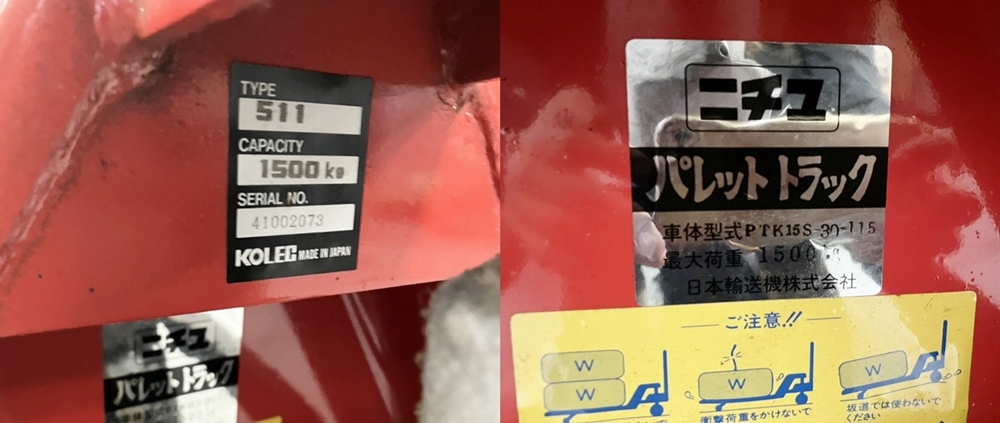 TYPE
511
CAPACITY
1500kg
SERIAL NO.
41002073
KOLEC MADE IN JAPAN
ニチユ
パレットトラック
ニチユ
パレットトラック
車体型式PTK15S-30-115
最大荷重 1500kg
日本輸送機株式会社
ご注意!!
W
W
W
W
衝撃荷重をかけないで
坂道では使わないで
ください